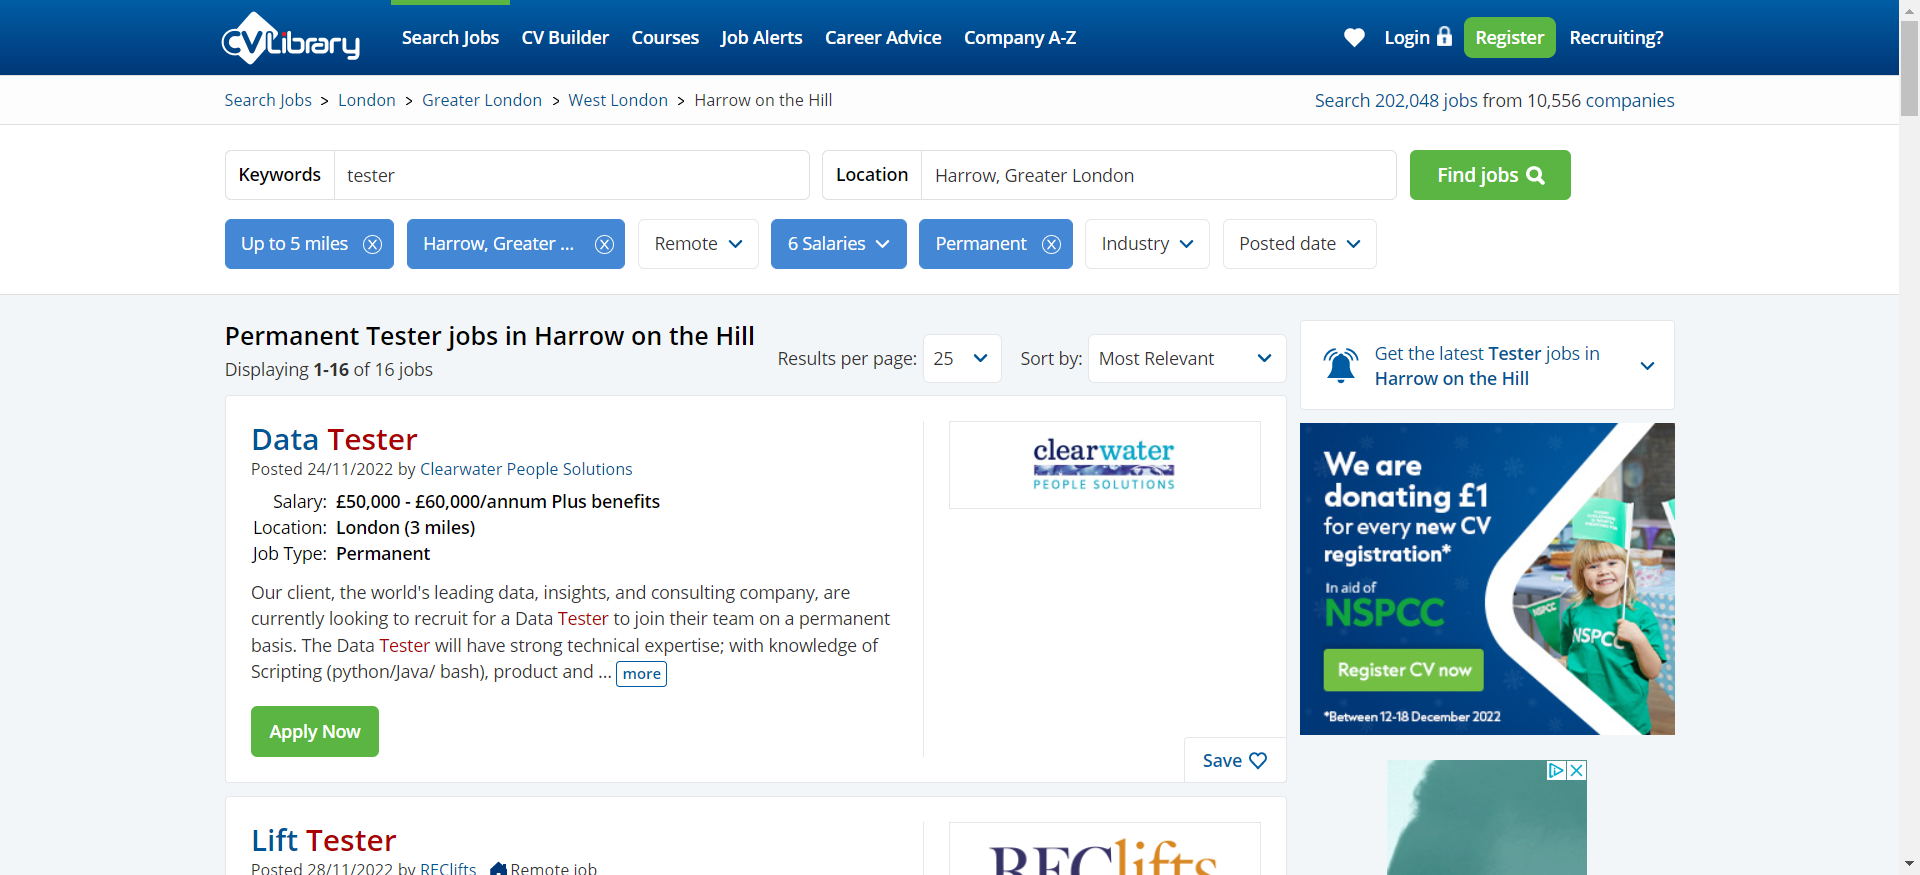 CVLibrary
Search Jobs CV Builder Courses Job Alerts Career Advice Company A-Z Login Register Recruiting?
Search Jobs > London > Greater London > West London > Harrow on the Hill
Search 202,048 jobs from 10,556 companies
Keywords tester Location Harrow, Greater London Find jobs
Up to 5 miles Harrow, Greater ... Remote 6 Salaries Permanent Industry Posted date
Permanent Tester jobs in Harrow on the Hill
Displaying 1-16 of 16 jobs
Results per page: 25 Sort by: Most Relevant
Get the latest Tester jobs in
Harrow on the Hill
Data Tester
Posted 24/11/2022 by Clearwater People Solutions
Salary: £50,000 - £60,000/annum Plus benefits
Location: London (3 miles)
Job Type: Permanent
Our client, the world's leading data, insights, and consulting company, are
currently looking to recruit for a Data Tester to join their team on a permanent
basis. The Data Tester will have strong technical expertise; with knowledge of
Scripting (python/Java/ bash), product and ... more
Apply Now
clearwater
PEOPLE SOLUTIONS
Save
We are
donating £1
for every new CV
registration*
In aid of
NSPCC
Register CV now
*Between 12-18 December 2022
NSPCC
NSPCC
Lift Tester
Posted 28/11/2022 by REClifts Remote job
REClifts